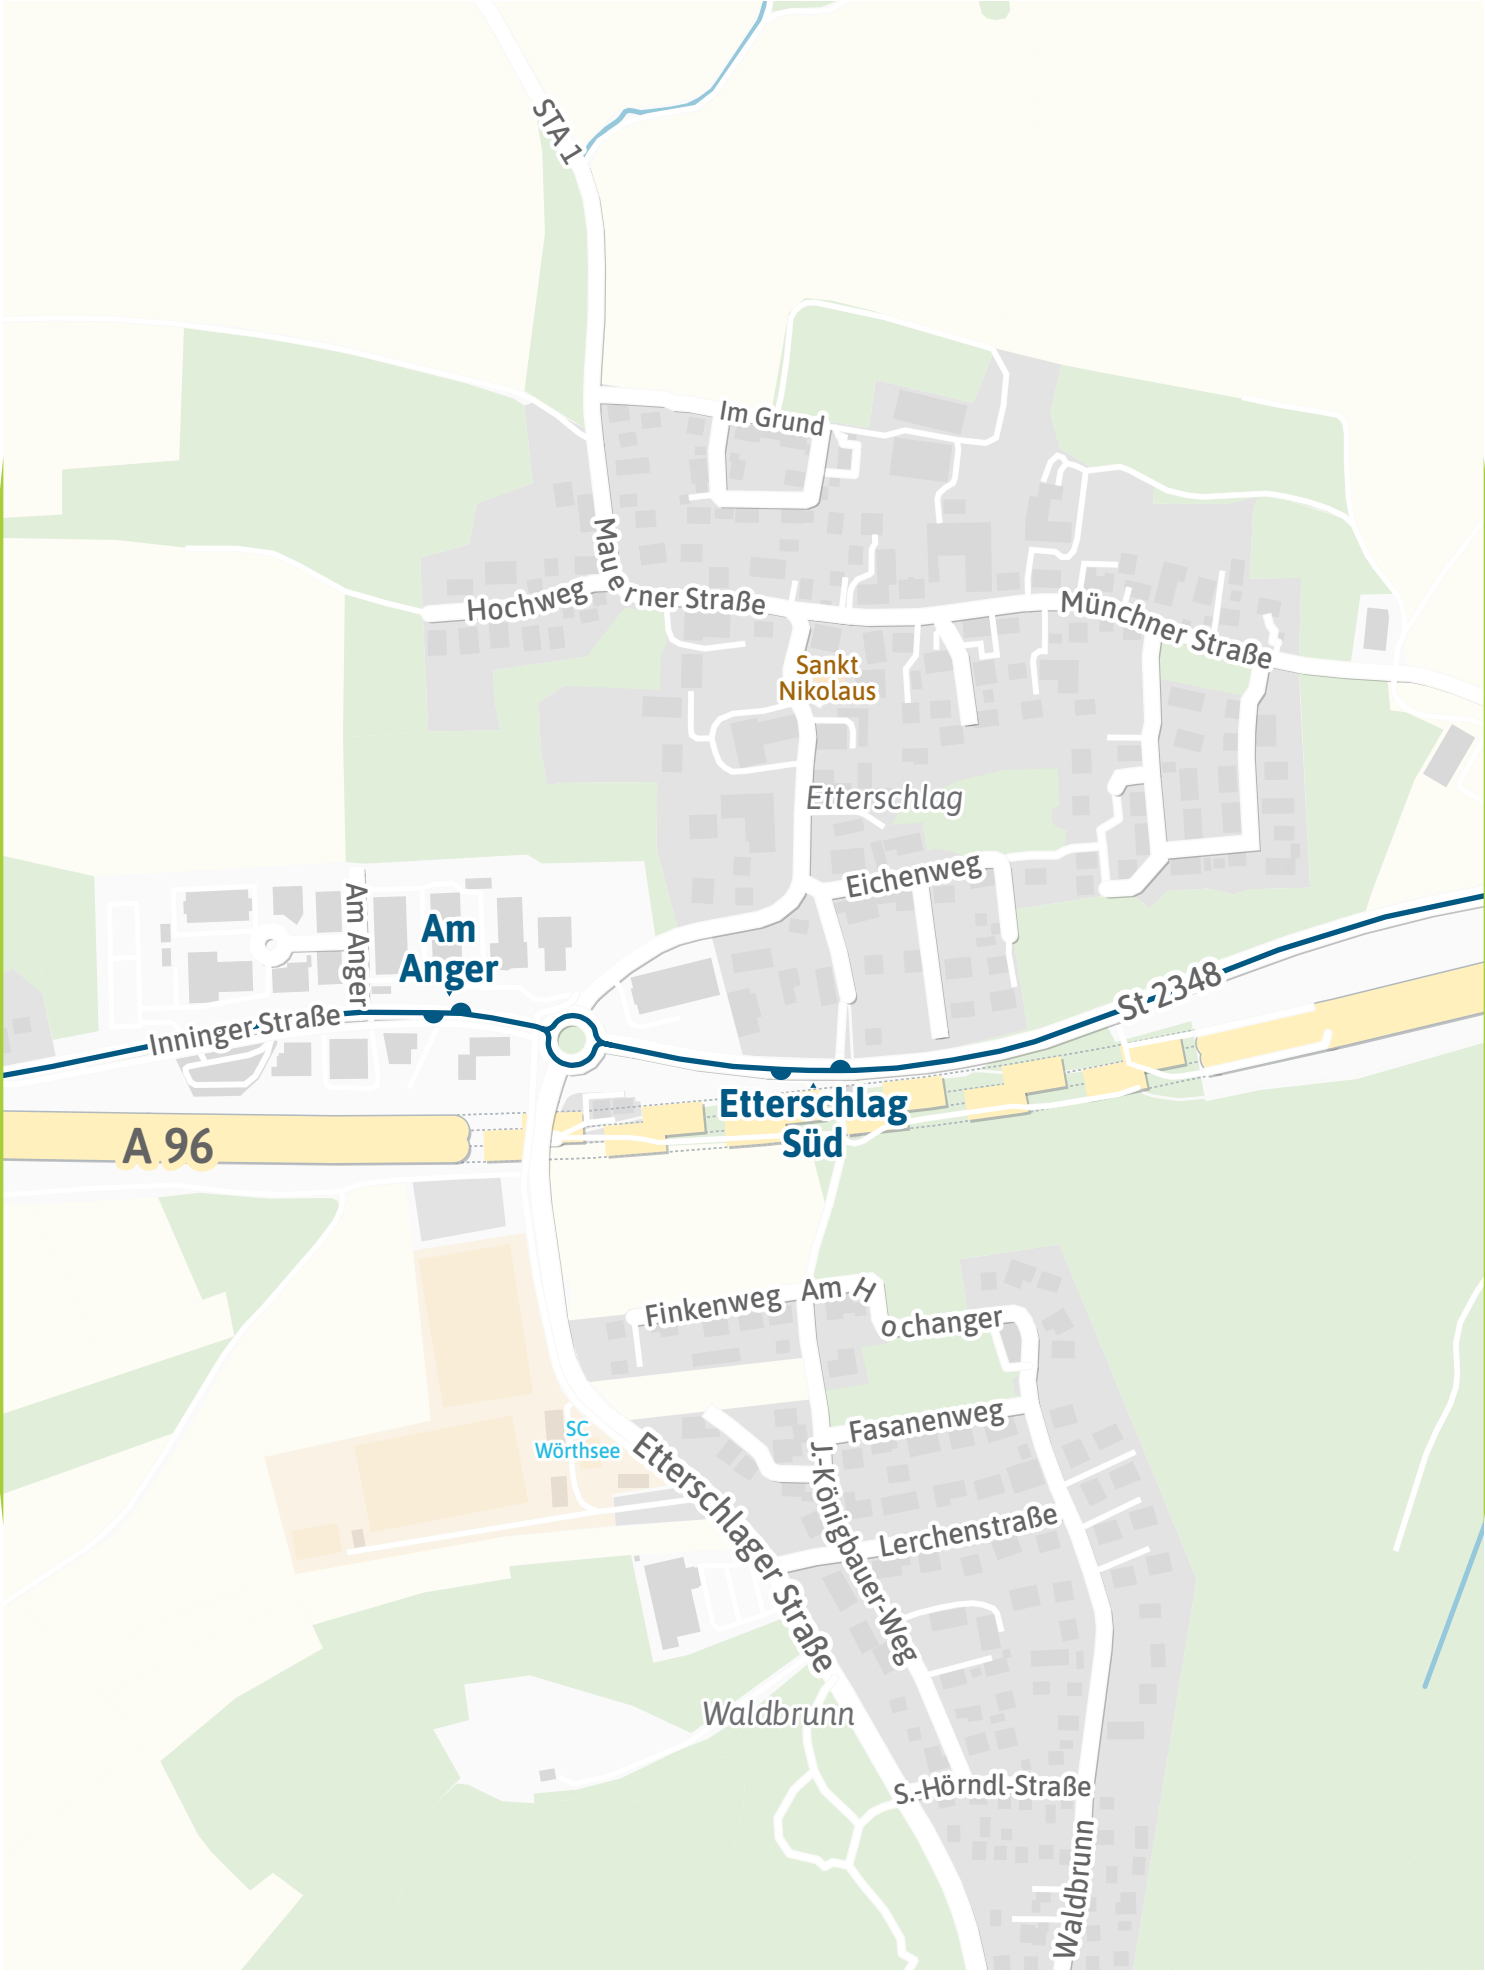 STA 1
Im Grund
Mauerner Straße
Hochweg
Münchner Straße
Sankt
Nikolaus
Etterschlag
Eichenweg
Am Anger
Am
Anger
St 2348
Inninger Straße
Etterschlag
Süd
A 96
Finkenweg
Am Hochanger
Fasanenweg
SC
Wörthsee
Etterschlager Straße
J.-Königbauer-Weg
Lerchenstraße
Waldbrunn
S.-Hörndl-Straße
Waldbrunn